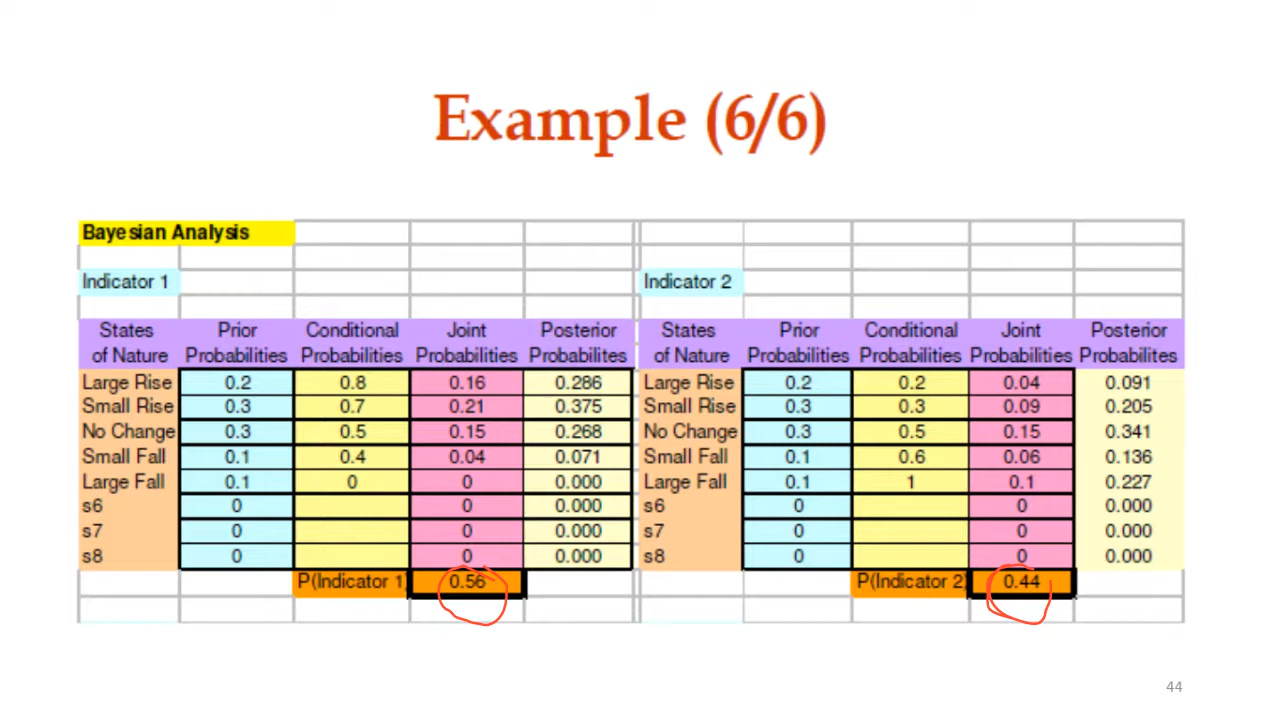 Example (6/6)
Bayesian Analysis
Indicator 1 Indicator 2
States Prior Conditional Joint Posterior States Prior Conditional Joint Posterior
of Nature Probabilities Probabilities Probabilities Probabilites of Nature Probabilities Probabilities Probabilities Probabilites
Large Rise 0.2 0.8 0.16 0.286 Large Rise 0.2 0.2 0.04 0.091
Small Rise 0.3 0.7 0.21 0.375 Small Rise 0.3 0.3 0.09 0.205
No Change 0.3 0.5 0.15 0.268 No Change 0.3 0.5 0.15 0.341
Small Fall 0.1 0.4 0.04 0.071 Small Fall 0.1 0.6 0.06 0.136
Large Fall 0.1 0 0 0.000 Large Fall 0.1 1 0.1 0.227
s6 0 0 0.000 s6 0 0 0.000
s7 0 0 0.000 s7 0 0 0.000
s8 0 0 0.000 s8 0 0 0.000
P(Indicator 1) 0.56 P(Indicator 2) 0.44
44